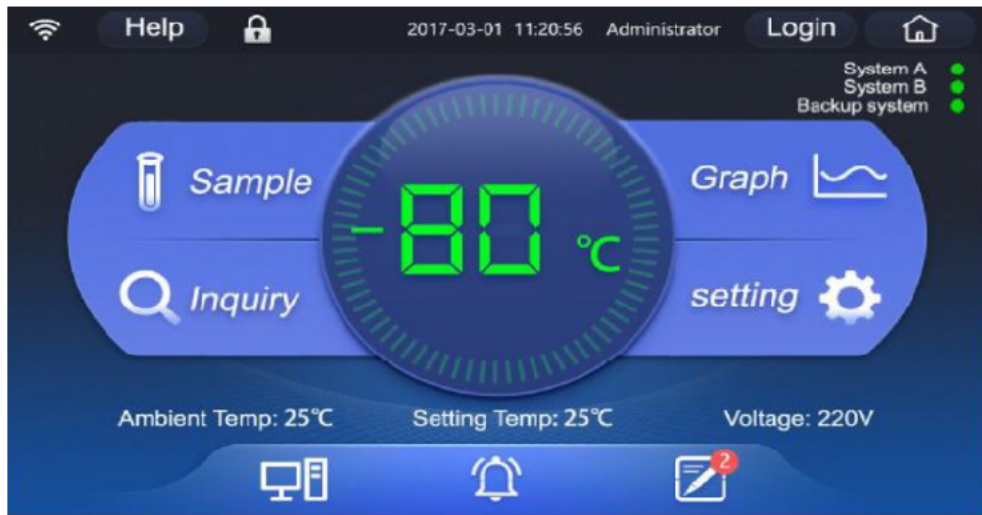 Help 2017-03-01 11:20:56 Administrator Login
System A
System B
Backup system
Sample
Graph
-80 °C
Inquiry
setting
Ambient Temp: 25℃ Setting Temp: 25℃ Voltage: 220V
2